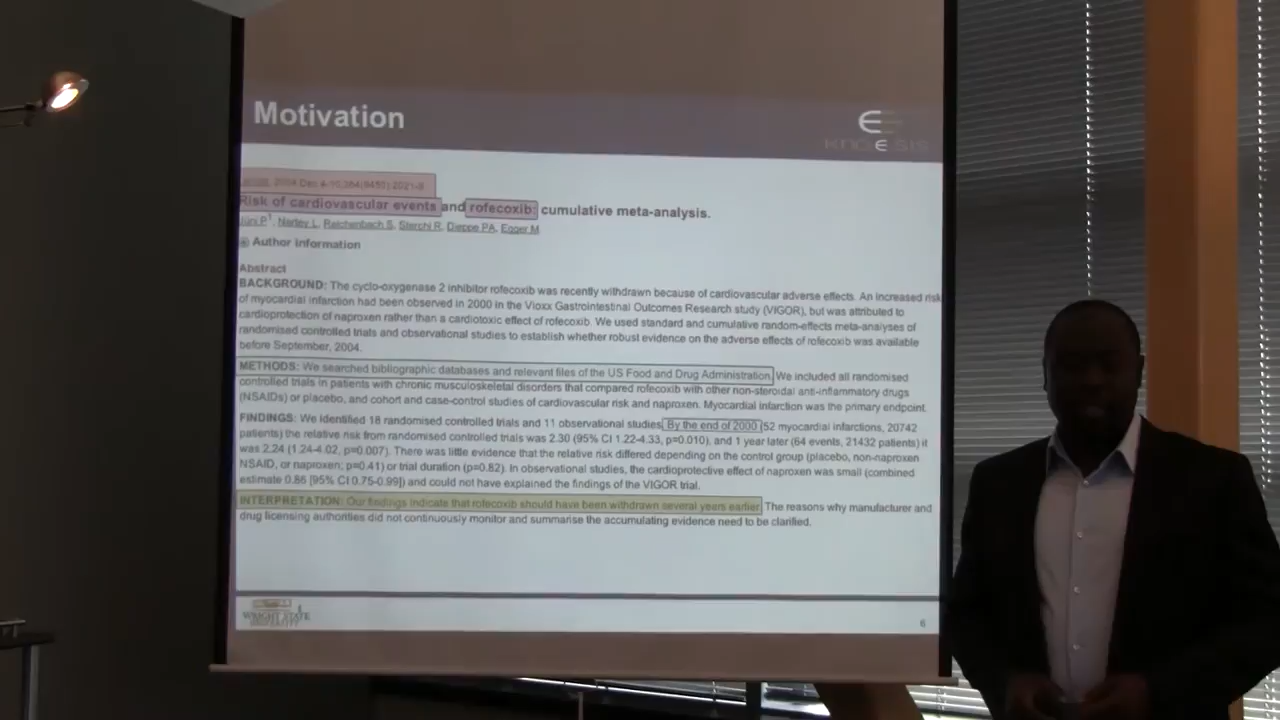 Motivation
KNO.E.SIS
Lancet. 2004 Dec 4-10;364(9450):2021-9.
Risk of cardiovascular events and rofecoxib: cumulative meta-analysis.
Jüni P1, Nartey L, Reichenbach S, Sterchi R, Dieppe PA, Egger M.
Author information
Abstract
BACKGROUND: The cyclo-oxygenase 2 inhibitor rofecoxib was recently withdrawn because of cardiovascular adverse effects. An increased risk
of myocardial infarction had been observed in 2000 in the Vioxx Gastrointestinal Outcomes Research study (VIGOR), but was attributed to
cardioprotection of naproxen rather than a cardiotoxic effect of rofecoxib. We used standard and cumulative random-effects meta-analyses of
randomised controlled trials and observational studies to establish whether robust evidence on the adverse effects of rofecoxib was available
before September, 2004.
METHODS: We searched bibliographic databases and relevant files of the US Food and Drug Administration. We included all randomised
controlled trials in patients with chronic musculoskeletal disorders that compared rofecoxib with other non-steroidal anti-inflammatory drugs
(NSAIDs) or placebo, and cohort and case-control studies of cardiovascular risk and naproxen. Myocardial infarction was the primary endpoint.
FINDINGS: We identified 18 randomised controlled trials and 11 observational studies. By the end of 2000 (52 myocardial infarctions, 20742
patients) the relative risk from randomised controlled trials was 2.30 (95% CI 1.22-4.33, p=0.010), and 1 year later (64 events, 21432 patients) it
was 2.24 (1.24-4.02, p=0.007). There was little evidence that the relative risk differed depending on the control group (placebo, non-naproxen
NSAID, or naproxen; p=0.41) or trial duration (p=0.82). In observational studies, the cardioprotective effect of naproxen was small (combined
estimate 0.86 [95% CI 0.75-0.99]) and could not have explained the findings of the VIGOR trial.
INTERPRETATION: Our findings indicate that rofecoxib should have been withdrawn several years earlier. The reasons why manufacturer and
drug licensing authorities did not continuously monitor and summarise the accumulating evidence need to be clarified.
WRIGHT STATE
UNIVERSITY
6